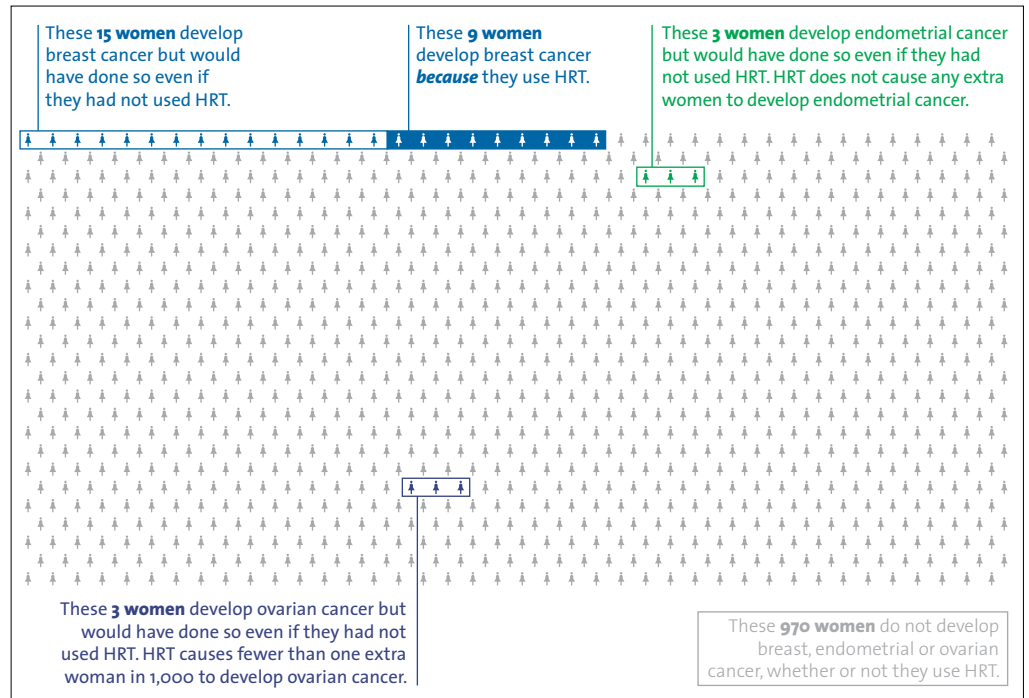 These 15 women develop
breast cancer but would
have done so even if
they had not used HRT.
These 9 women
develop breast cancer
because they use HRT.
These 3 women develop endometrial cancer
but would have done so even if they had
not used HRT. HRT does not cause any extra
women to develop endometrial cancer.
These 3 women develop ovarian cancer but
would have done so even if they had not
used HRT. HRT causes fewer than one extra
woman in 1,000 to develop ovarian cancer.
These 970 women do not develop
breast, endometrial or ovarian
cancer, whether or not they use HRT.